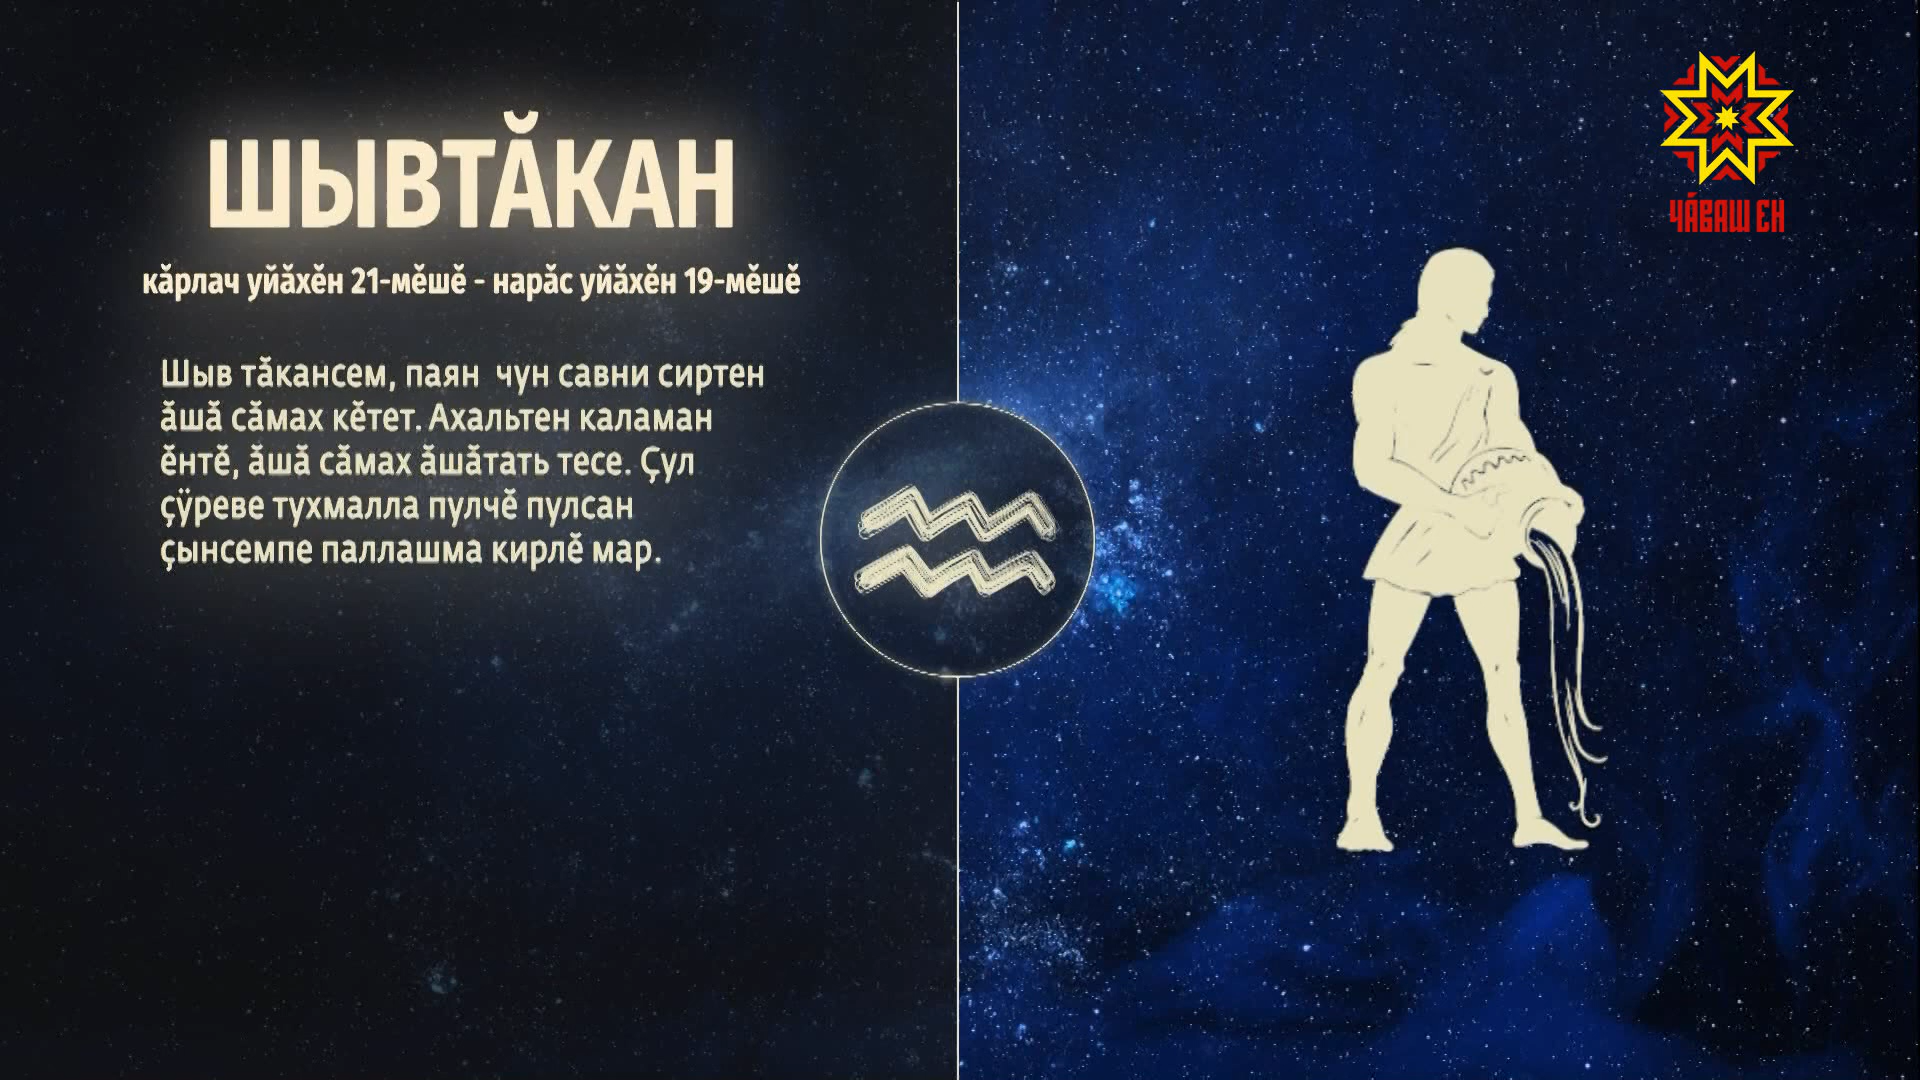 ШЫВТӐКАН
кӑрлач уйӑхӗн 21-мӗшӗ - нарӑс уйӑхӗн 19-мӗшӗ
Шыв тӑкансем, паян чун савни сиртен
ӑшӑ сӑмах кӗтет. Ахальтен каламан
ӗнтӗ, ӑшӑ сӑмах ӑшӑтать тесе. Ҫул
ҫӳреве тухмалла пулчӗ пулсан
ҫынсемпе паллашма кирлӗ мар.
ЧӐВАШ ЕН